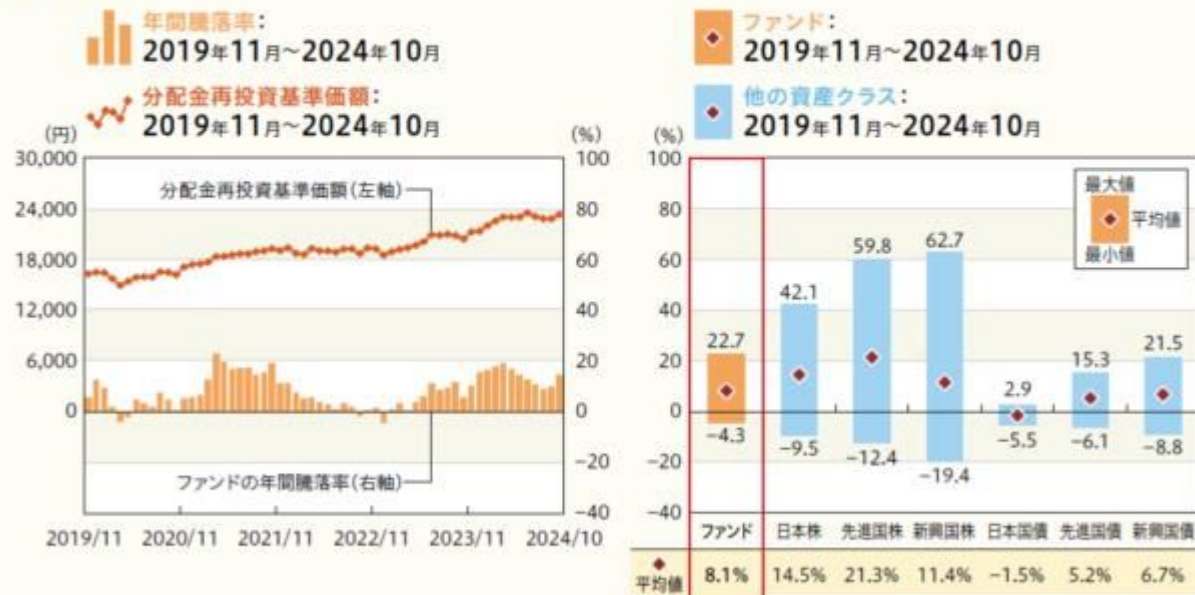 年間騰落率：
2019年11月～2024年10月
分配金再投資基準価額：
2019年11月～2024年10月
(円)
(%)
30,000
24,000
18,000
12,000
6,000
0
100
80
60
40
20
0
−20
−40
分配金再投資基準価額(左軸)
ファンドの年間騰落率(右軸)
2019/11 2020/11 2021/11 2022/11 2023/11 2024/10
ファンド：
2019年11月～2024年10月
他の資産クラス：
2019年11月～2024年10月
(%)
100
80
60
40
20
0
−20
−40
最大値
平均値
最小値
22.7 42.1 59.8 62.7 2.9 15.3 21.5
−4.3 −9.5 −12.4 −19.4 −5.5 −6.1 −8.8
ファンド 日本株 先進国株 新興国株 日本国債 先進国債 新興国債
平均値 8.1% 14.5% 21.3% 11.4% −1.5% 5.2% 6.7%